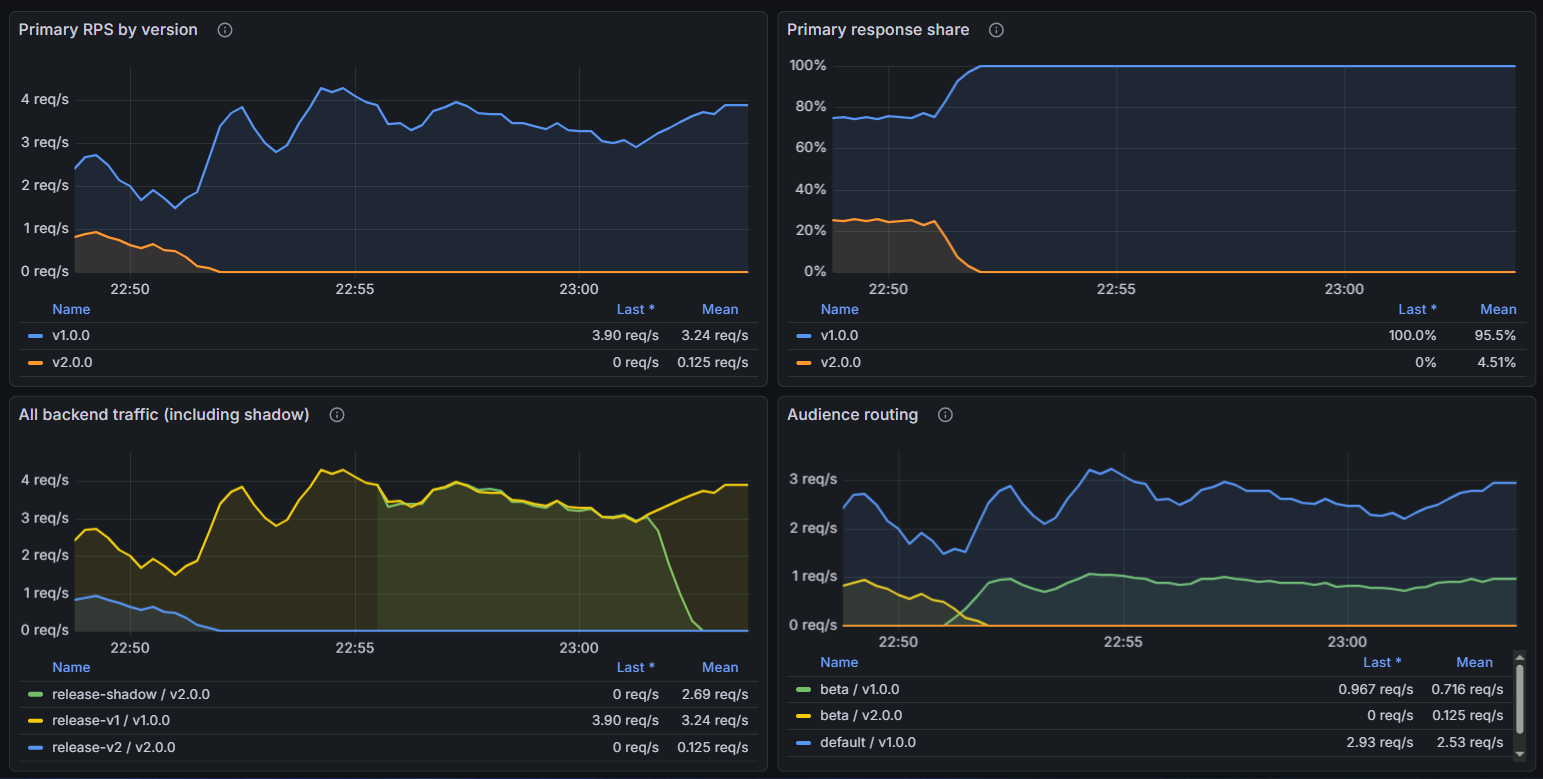 Primary RPS by version
4 req/s
3 req/s
2 req/s
1 req/s
0 req/s
22:50 22:55 23:00
Name Last * Mean
v1.0.0 3.90 req/s 3.24 req/s
v2.0.0 0 req/s 0.125 req/s
Primary response share
100%
80%
60%
40%
20%
0%
22:50 22:55 23:00
Name Last * Mean
v1.0.0 100.0% 95.5%
v2.0.0 0% 4.51%
All backend traffic (including shadow)
4 req/s
3 req/s
2 req/s
1 req/s
0 req/s
22:50 22:55 23:00
Name Last * Mean
release-shadow / v2.0.0 0 req/s 2.69 req/s
release-v1 / v1.0.0 3.90 req/s 3.24 req/s
release-v2 / v2.0.0 0 req/s 0.125 req/s
Audience routing
3 req/s
2 req/s
1 req/s
0 req/s
22:50 22:55 23:00
Name Last * Mean
beta / v1.0.0 0.967 req/s 0.716 req/s
beta / v2.0.0 0 req/s 0.125 req/s
default / v1.0.0 2.93 req/s 2.53 req/s